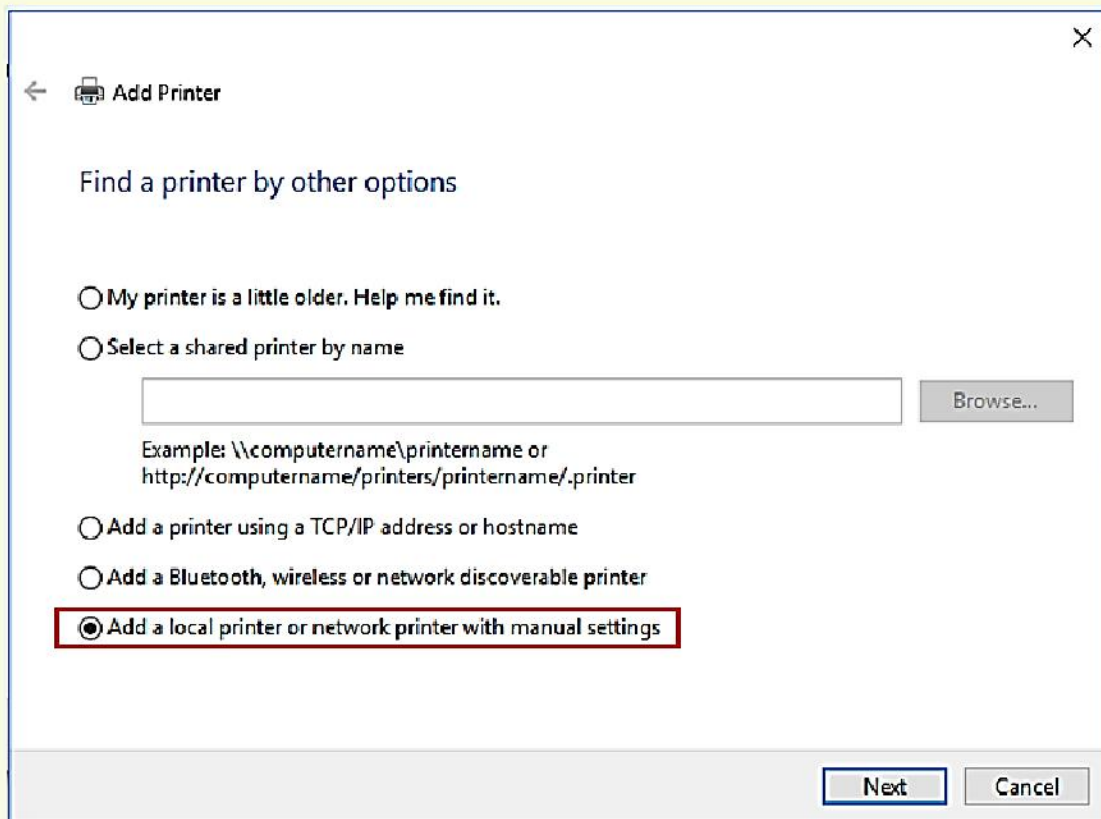 Add Printer
Find a printer by other options
My printer is a little older. Help me find it.
Select a shared printer by name
Browse...
Example: \\computername\printername or
http://computername/printers/printername/.printer
Add a printer using a TCP/IP address or hostname
Add a Bluetooth, wireless or network discoverable printer
Add a local printer or network printer with manual settings
Next
Cancel